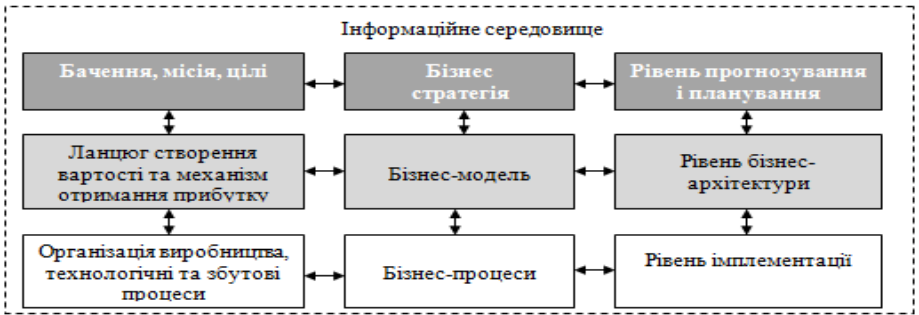 Інформаційне середовище
Бачення, місія, цілі
Бізнес
стратегія
Рівень прогнозування
і планування
Ланцюг створення
вартості та механізм
отримання прибутку
Бізнес-модель
Рівень бізнес-
архітектури
Організація виробництва,
технологічні та збутові
процеси
Бізнес-процеси
Рівень імплементації